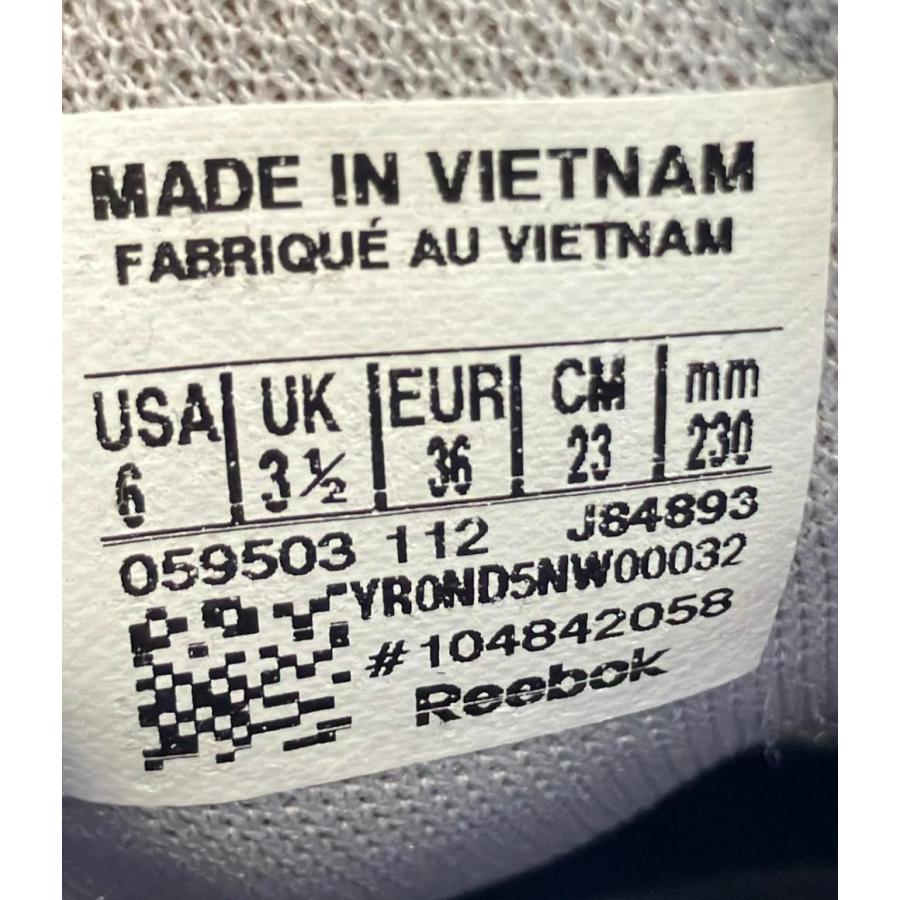 MADE IN VIETNAM
FABRIQUÉ AU VIETNAM
USA UK EUR CM mm
6 3½ 36 23 230
059503 112 J84893
YR0ND5NW00032
#104842058
Reebok